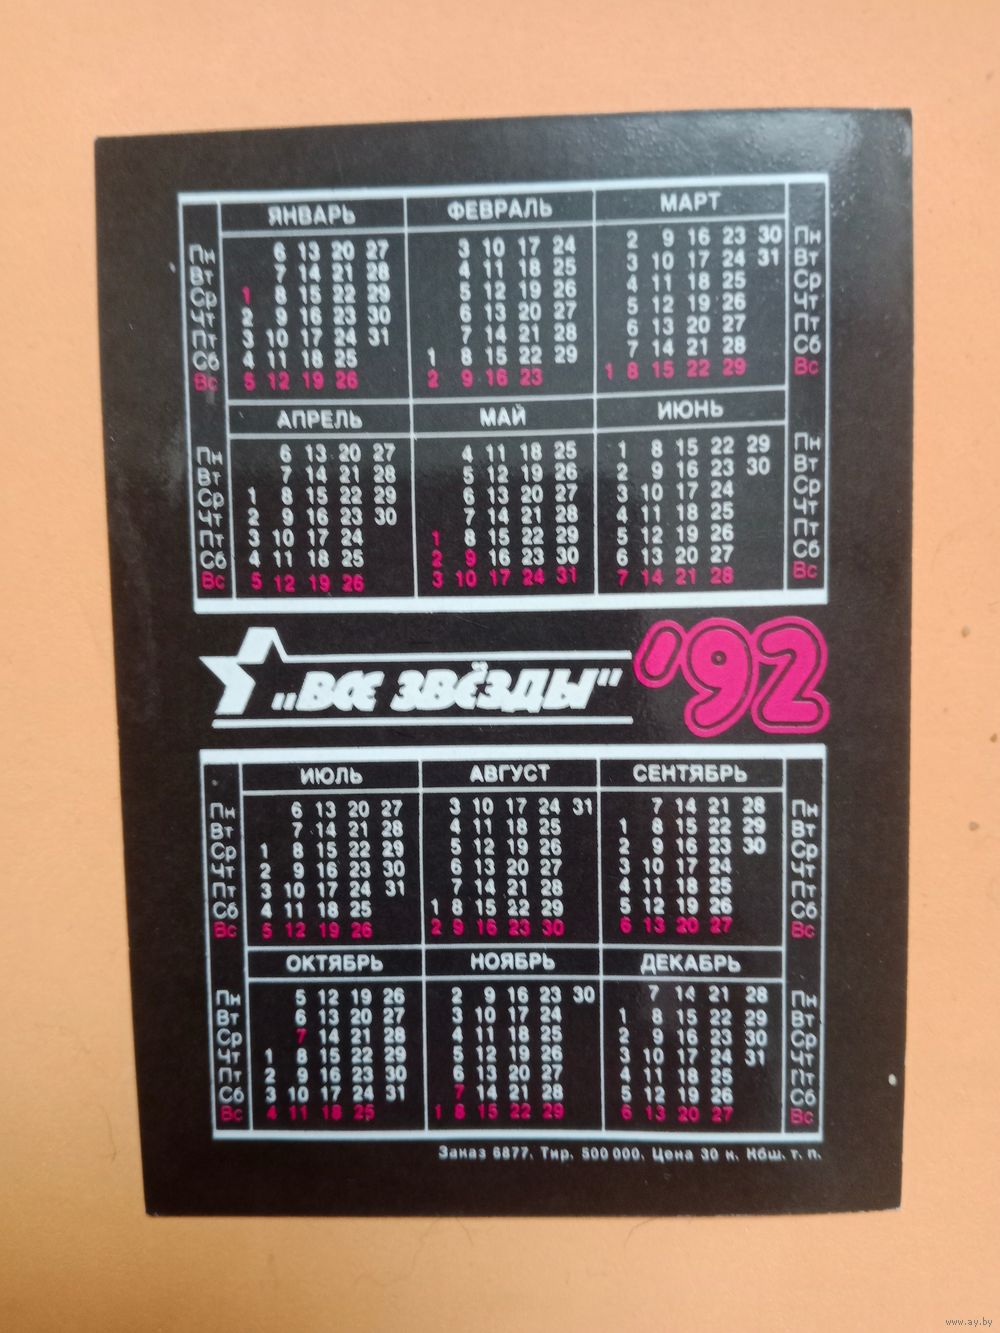 ЯНВАРЬ ФЕВРАЛЬ МАРТ
Пн 6 13 20 27 3 10 17 24 2 9 16 23 30 Пн
Вт 7 14 21 28 4 11 18 25 3 10 17 24 31 Вт
Ср 1 8 15 22 29 5 12 19 26 4 11 18 25 Ср
Чт 2 9 16 23 30 6 13 20 27 5 12 19 26 Чт
Пт 3 10 17 24 31 7 14 21 28 6 13 20 27 Пт
Сб 4 11 18 25 1 8 15 22 29 7 14 21 28 Сб
Вс 5 12 19 26 2 9 16 23 1 8 15 22 29 Вс
АПРЕЛЬ МАЙ ИЮНЬ
Пн 6 13 20 27 4 11 18 25 1 8 15 22 29 Пн
Вт 7 14 21 28 5 12 19 26 2 9 16 23 30 Вт
Ср 1 8 15 22 29 6 13 20 27 3 10 17 24 Ср
Чт 2 9 16 23 30 7 14 21 28 4 11 18 25 Чт
Пт 3 10 17 24 1 8 15 22 29 5 12 19 26 Пт
Сб 4 11 18 25 2 9 16 23 30 6 13 20 27 Сб
Вс 5 12 19 26 3 10 17 24 31 7 14 21 28 Вс
„ВСЕ ЗВЁЗДЫ“ '92
ИЮЛЬ АВГУСТ СЕНТЯБРЬ
Пн 6 13 20 27 3 10 17 24 31 7 14 21 28 Пн
Вт 7 14 21 28 4 11 18 25 1 8 15 22 29 Вт
Ср 1 8 15 22 29 5 12 19 26 2 9 16 23 30 Ср
Чт 2 9 16 23 30 6 13 20 27 3 10 17 24 Чт
Пт 3 10 17 24 31 7 14 21 28 4 11 18 25 Пт
Сб 4 11 18 25 1 8 15 22 29 5 12 19 26 Сб
Вс 5 12 19 26 2 9 16 23 30 6 13 20 27 Вс
ОКТЯБРЬ НОЯБРЬ ДЕКАБРЬ
Пн 5 12 19 26 2 9 16 23 30 7 14 21 28 Пн
Вт 6 13 20 27 3 10 17 24 1 8 15 22 29 Вт
Ср 7 14 21 28 4 11 18 25 2 9 16 23 30 Ср
Чт 1 8 15 22 29 5 12 19 26 3 10 17 24 31 Чт
Пт 2 9 16 23 30 6 13 20 27 4 11 18 25 Пт
Сб 3 10 17 24 31 7 14 21 28 5 12 19 26 Сб
Вс 4 11 18 25 1 8 15 22 29 6 13 20 27 Вс
Заказ 6877. Тир. 500 000. Цена 30 к. Кбш. т. п.
www.ay.by